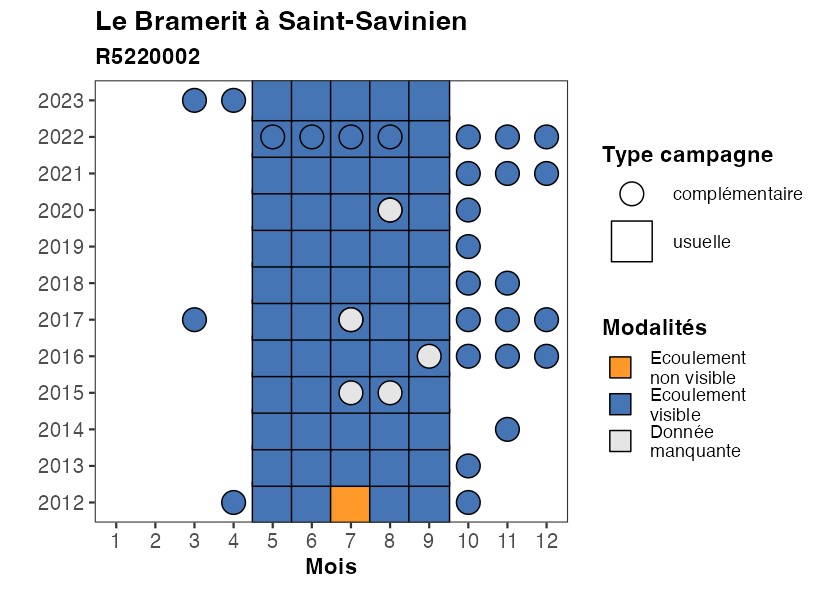 Le Bramerit à Saint-Savinien
R5220002
2023
2022
2021
2020
2019
2018
2017
2016
2015
2014
2013
2012
1 2 3 4 5 6 7 8 9 10 11 12
Mois
Type campagne
complémentaire
usuelle
Modalités
Ecoulement
non visible
Ecoulement
visible
Donnée
manquante